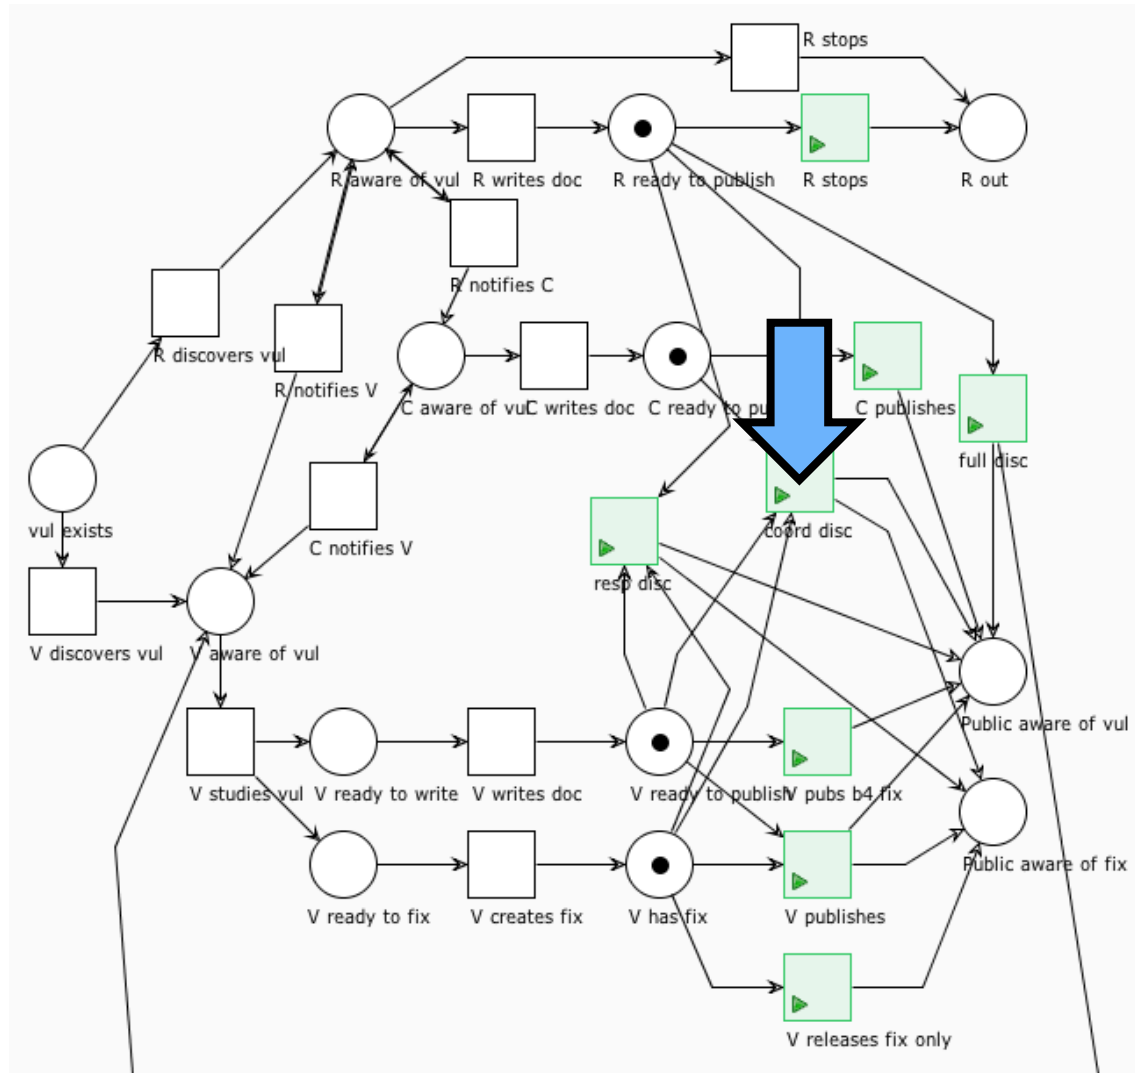 R stops
R aware of vul
R writes doc
R ready to publish
R stops
R out
R notifies C
R discovers vul
R notifies V
C aware of vul
C writes doc
C ready to pu
C publishes
full disc
vul exists
C notifies V
coord disc
resp disc
V discovers vul
V aware of vul
Public aware of vul
V studies vul
V ready to write
V writes doc
V ready to publish
V pubs b4 fix
Public aware of fix
V ready to fix
V creates fix
V has fix
V publishes
V releases fix only